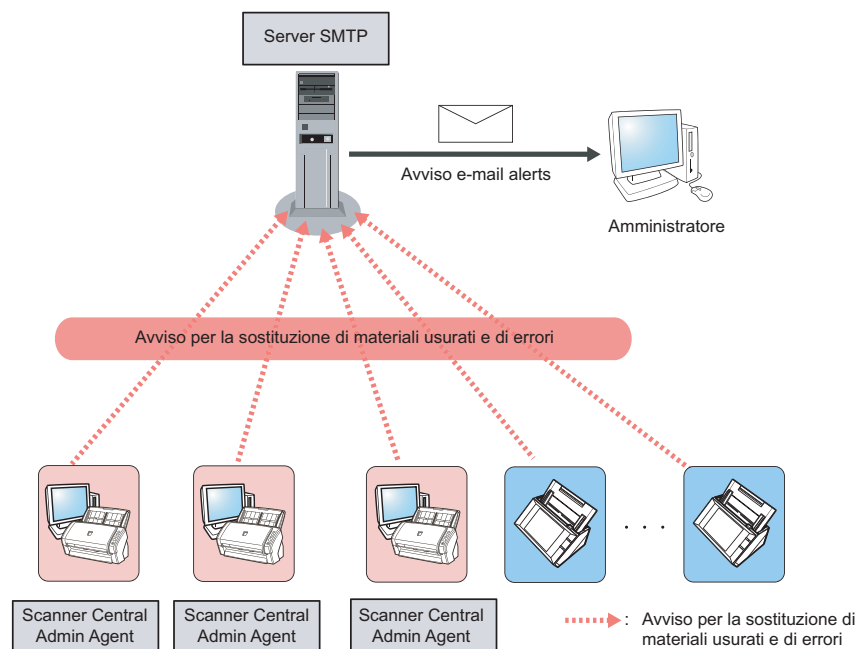 Server SMTP
Avviso e-mail alerts
Amministratore
Avviso per la sostituzione di materiali usurati e di errori
. . .
Scanner Central
Admin Agent
Scanner Central
Admin Agent
Scanner Central
Admin Agent
: Avviso per la sostituzione di
materiali usurati e di errori